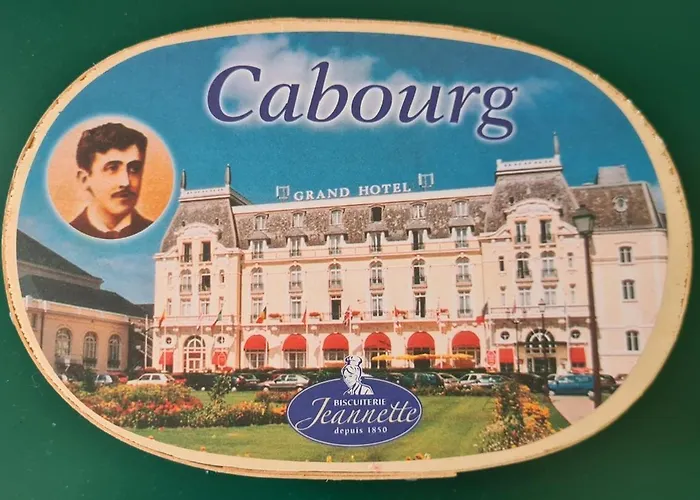 Cabourg
GRAND HOTEL
BISCUITERIE
Jeannette
depuis 1850